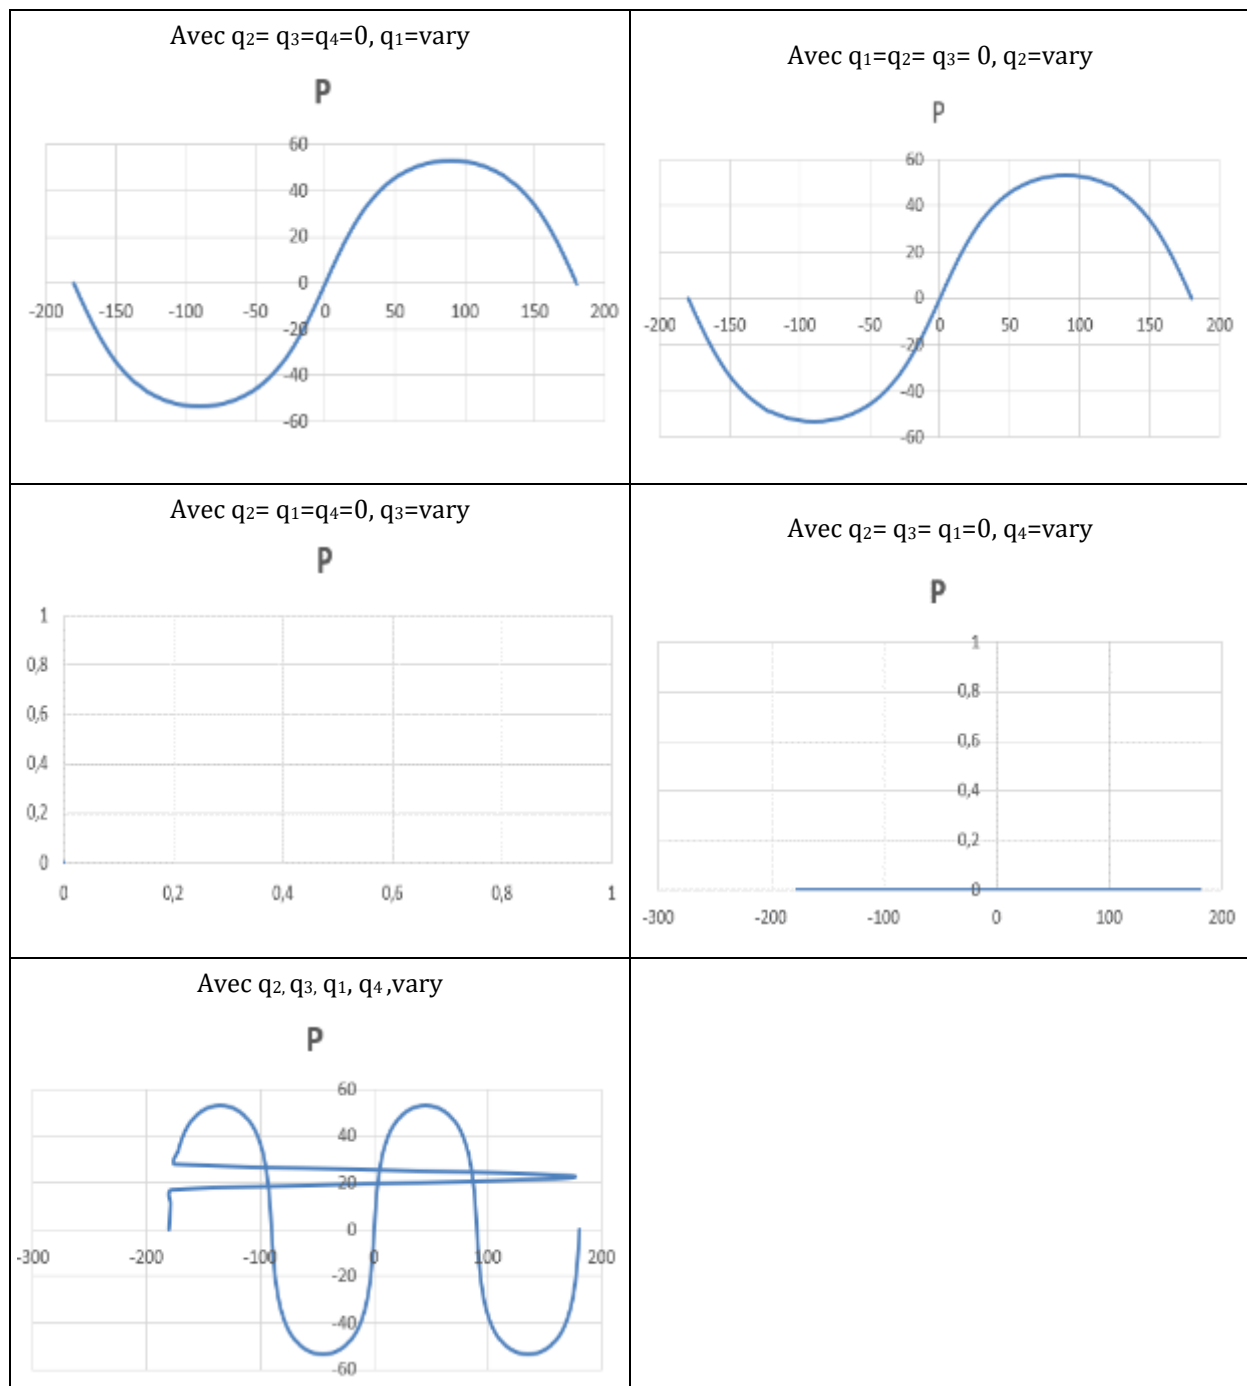 Avec q2= q3=q4=0, q1=vary
P
60
40
20
0
-200 -150 -100 -50 0 50 100 150 200
-20
-40
-60
Avec q1=q2= q3= 0, q2=vary
P
60
40
20
0
-200 -150 -100 -50 0 50 100 150 200
-20
-40
-60
Avec q2= q1=q4=0, q3=vary
P
1
0,8
0,6
0,4
0,2
0
0 0,2 0,4 0,6 0,8 1
Avec q2= q3= q1=0, q4=vary
P
1
0,8
0,6
0,4
0,2
0
-300 -200 -100 0 100 200
Avec q2, q3, q1, q4 ,vary
P
60
40
20
0
-300 -200 -100 0 100 200
-20
-40
-60